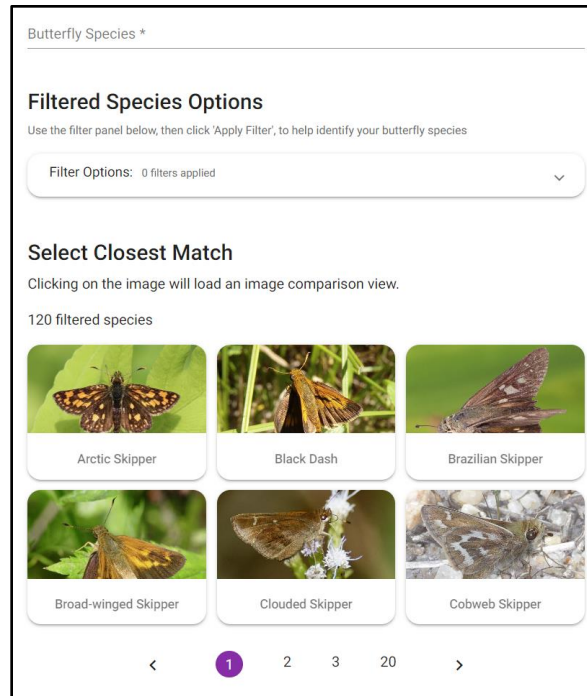 Butterfly Species *
Filtered Species Options
Use the filter panel below, then click 'Apply Filter', to help identify your butterfly species
Filter Options: 0 filters applied
Select Closest Match
Clicking on the image will load an image comparison view.
120 filtered species
Arctic Skipper
Black Dash
Brazilian Skipper
Broad-winged Skipper
Clouded Skipper
Cobweb Skipper
1 2 3 20